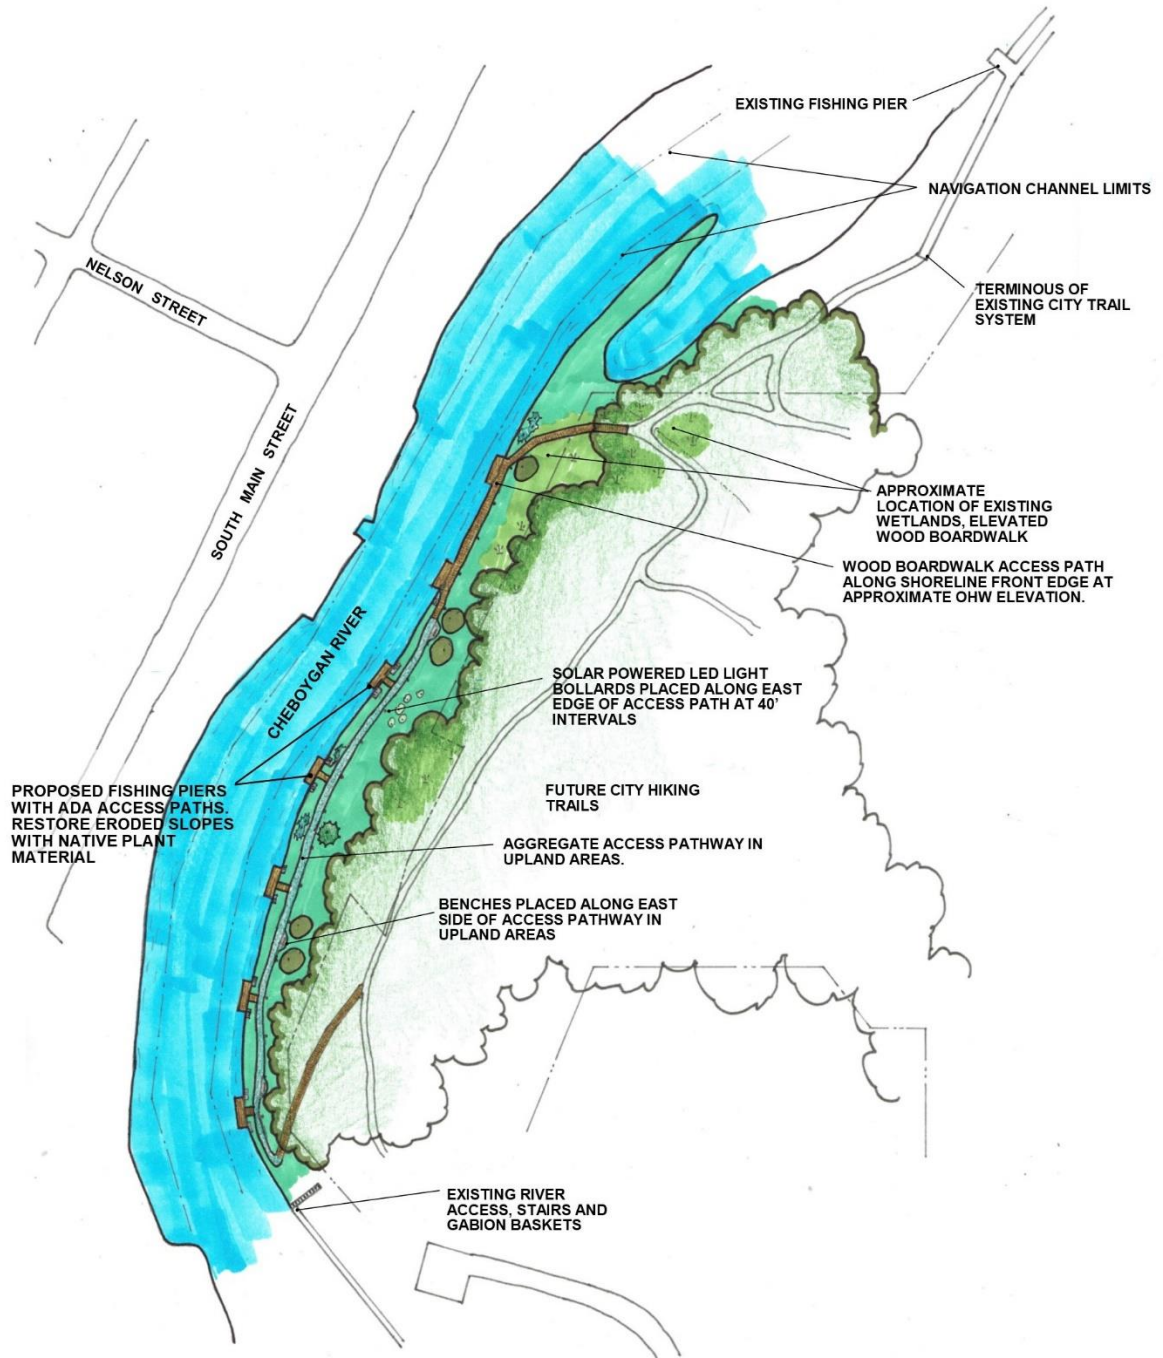 EXISTING FISHING PIER
NAVIGATION CHANNEL LIMITS
NELSON STREET
TERMINOUS OF
EXISTING CITY TRAIL
SYSTEM
SOUTH MAIN STREET
APPROXIMATE
LOCATION OF EXISTING
WETLANDS, ELEVATED
WOOD BOARDWALK
WOOD BOARDWALK ACCESS PATH
ALONG SHORELINE FRONT EDGE AT
APPROXIMATE OHW ELEVATION.
CHEBOYGAN RIVER
SOLAR POWERED LED LIGHT
BOLLARDS PLACED ALONG EAST
EDGE OF ACCESS PATH AT 40'
INTERVALS
PROPOSED FISHING PIERS
WITH ADA ACCESS PATHS.
RESTORE ERODED SLOPES
WITH NATIVE PLANT
MATERIAL
FUTURE CITY HIKING
TRAILS
AGGREGATE ACCESS PATHWAY IN
UPLAND AREAS.
BENCHES PLACED ALONG EAST
SIDE OF ACCESS PATHWAY IN
UPLAND AREAS
EXISTING RIVER
ACCESS, STAIRS AND
GABION BASKETS